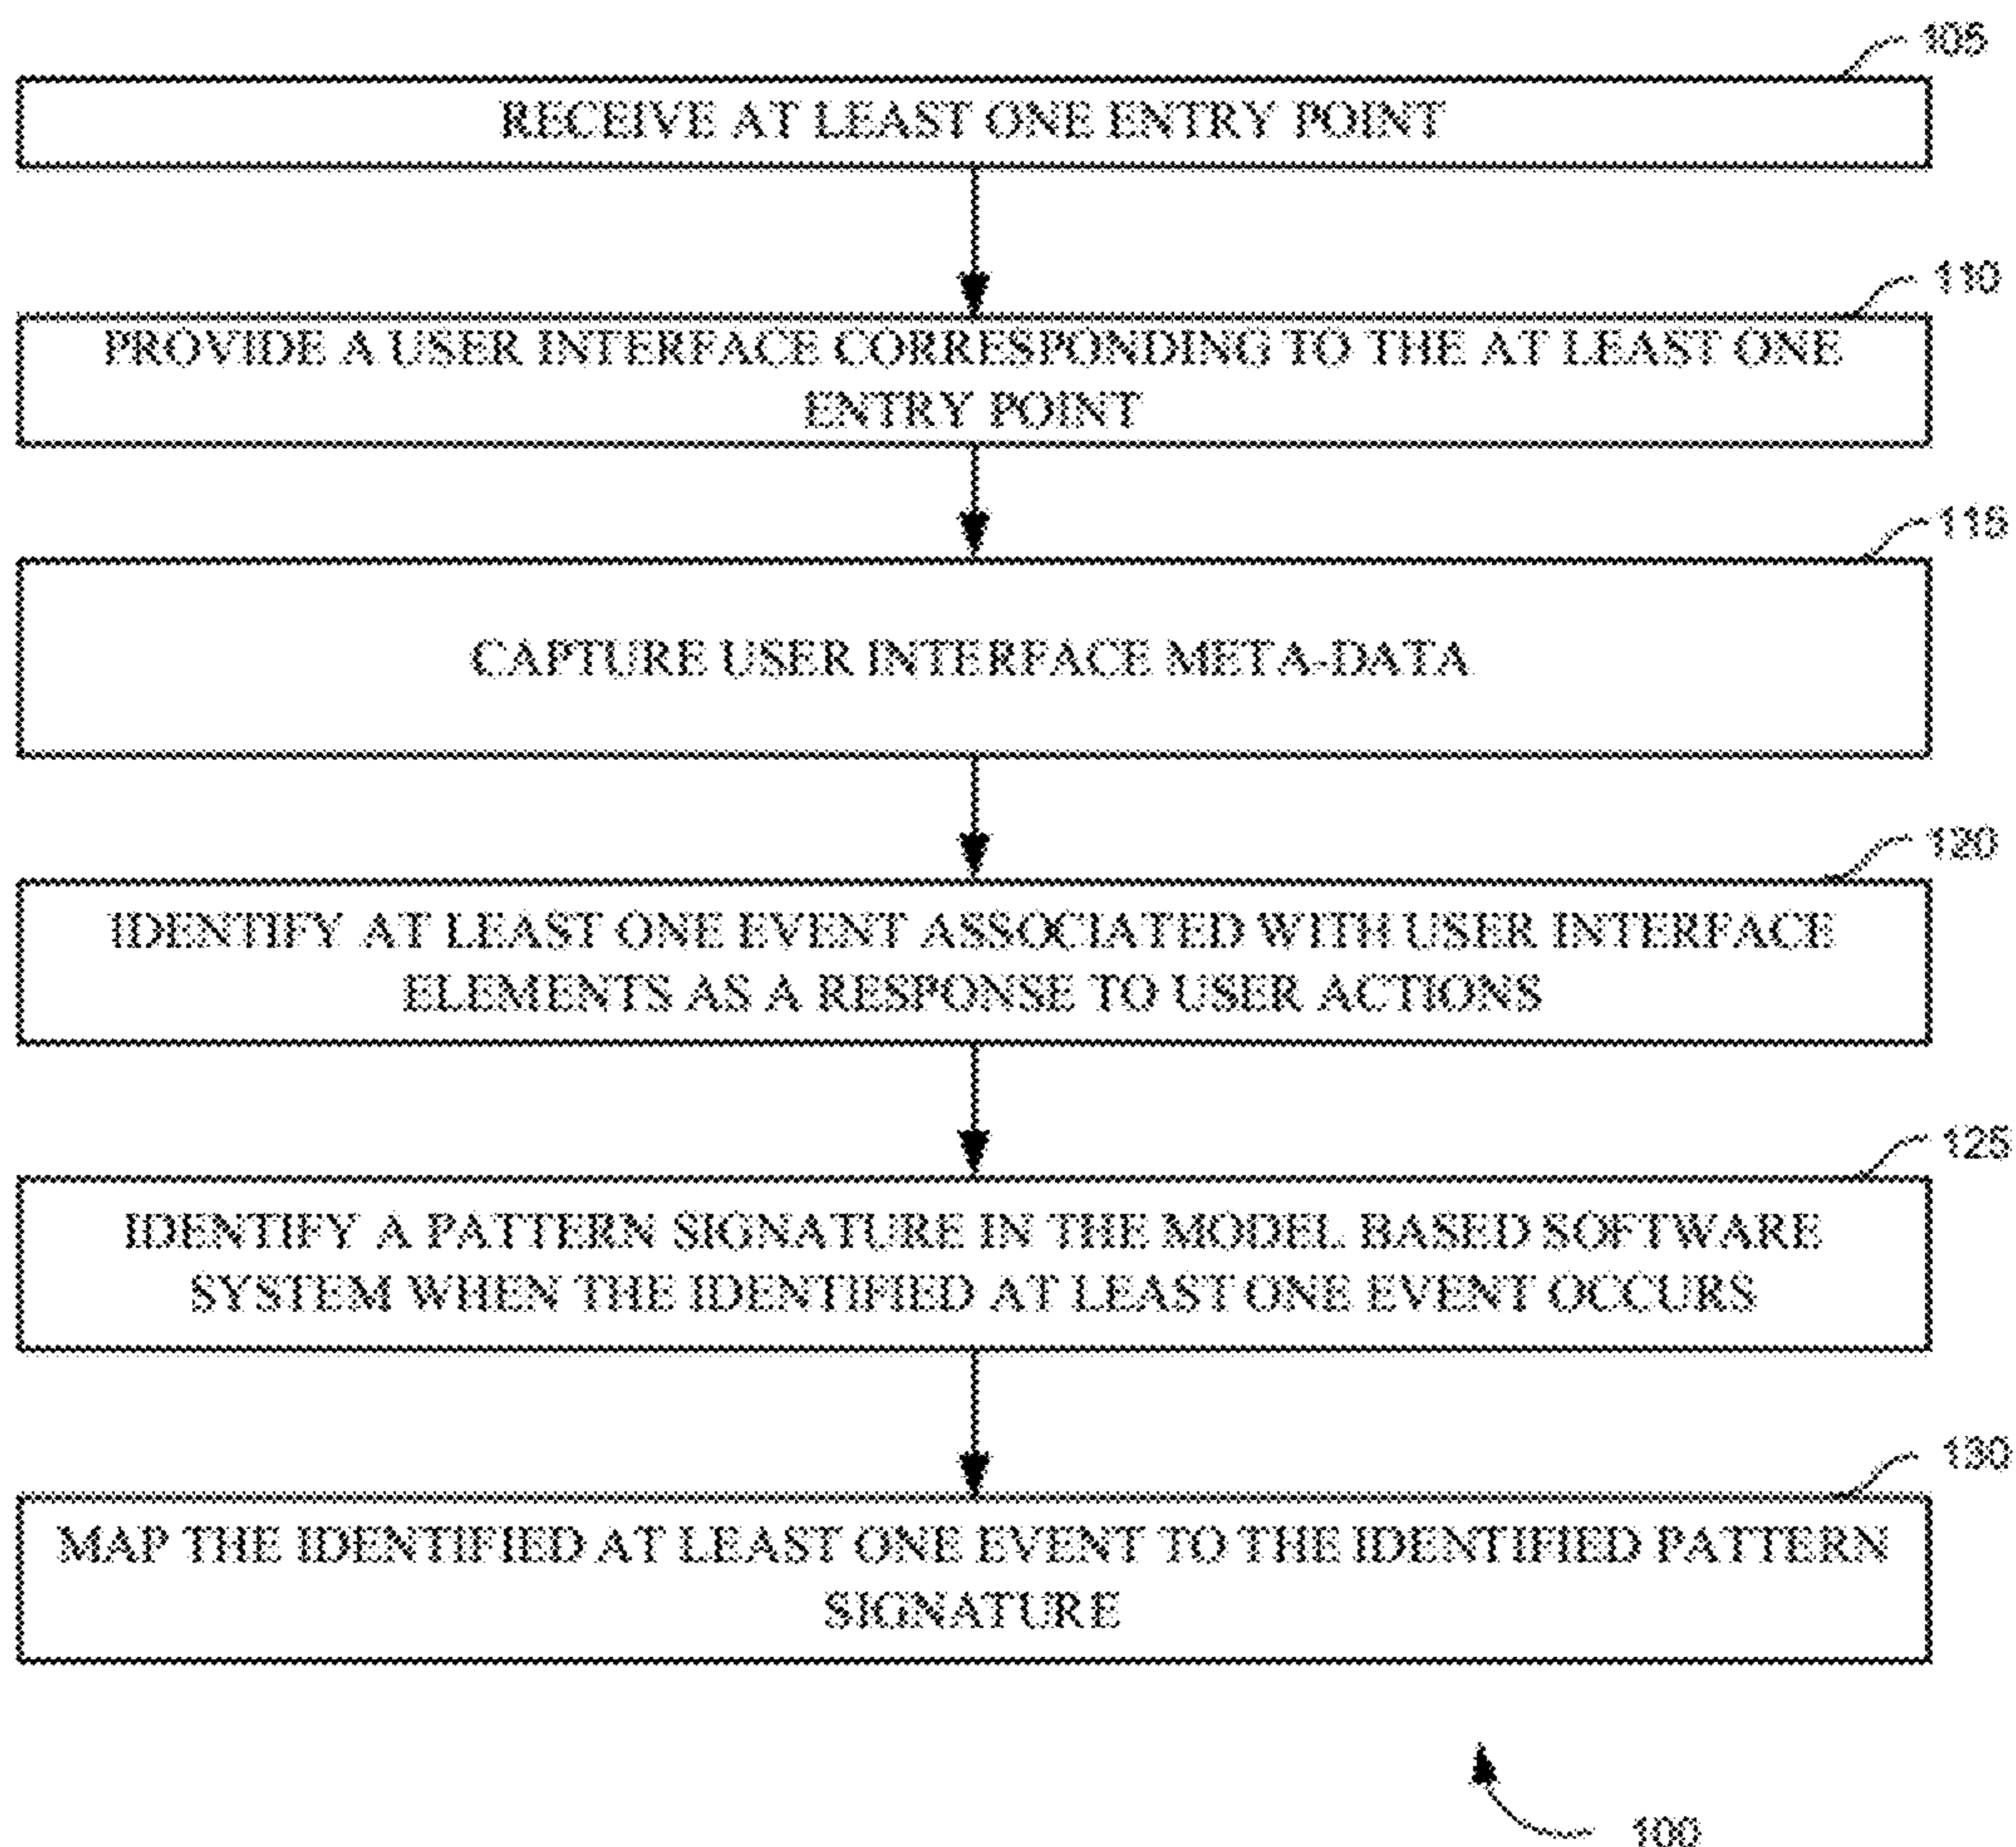 105
RECEIVE AT LEAST ONE ENTRY POINT
110
PROVIDE A USER INTERFACE CORRESPONDING TO THE AT LEAST ONE
ENTRY POINT
115
CAPTURE USER INTERFACE META-DATA
120
IDENTIFY AT LEAST ONE EVENT ASSOCIATED WITH USER INTERFACE
ELEMENTS AS A RESPONSE TO USER ACTIONS
125
IDENTIFY A PATTERN SIGNATURE IN THE MODEL BASED SOFTWARE
SYSTEM WHEN THE IDENTIFIED AT LEAST ONE EVENT OCCURS
130
MAP THE IDENTIFIED AT LEAST ONE EVENT TO THE IDENTIFIED PATTERN
SIGNATURE
100